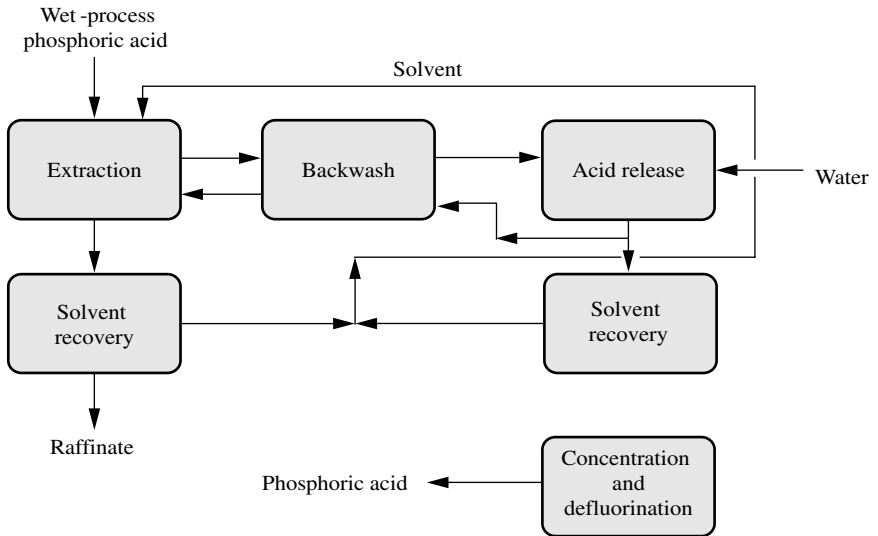 Wet -process
phosphoric acid
Solvent
Extraction
Backwash
Acid release
Water
Solvent
recovery
Solvent
recovery
Raffinate
Phosphoric acid
Concentration
and
defluorination